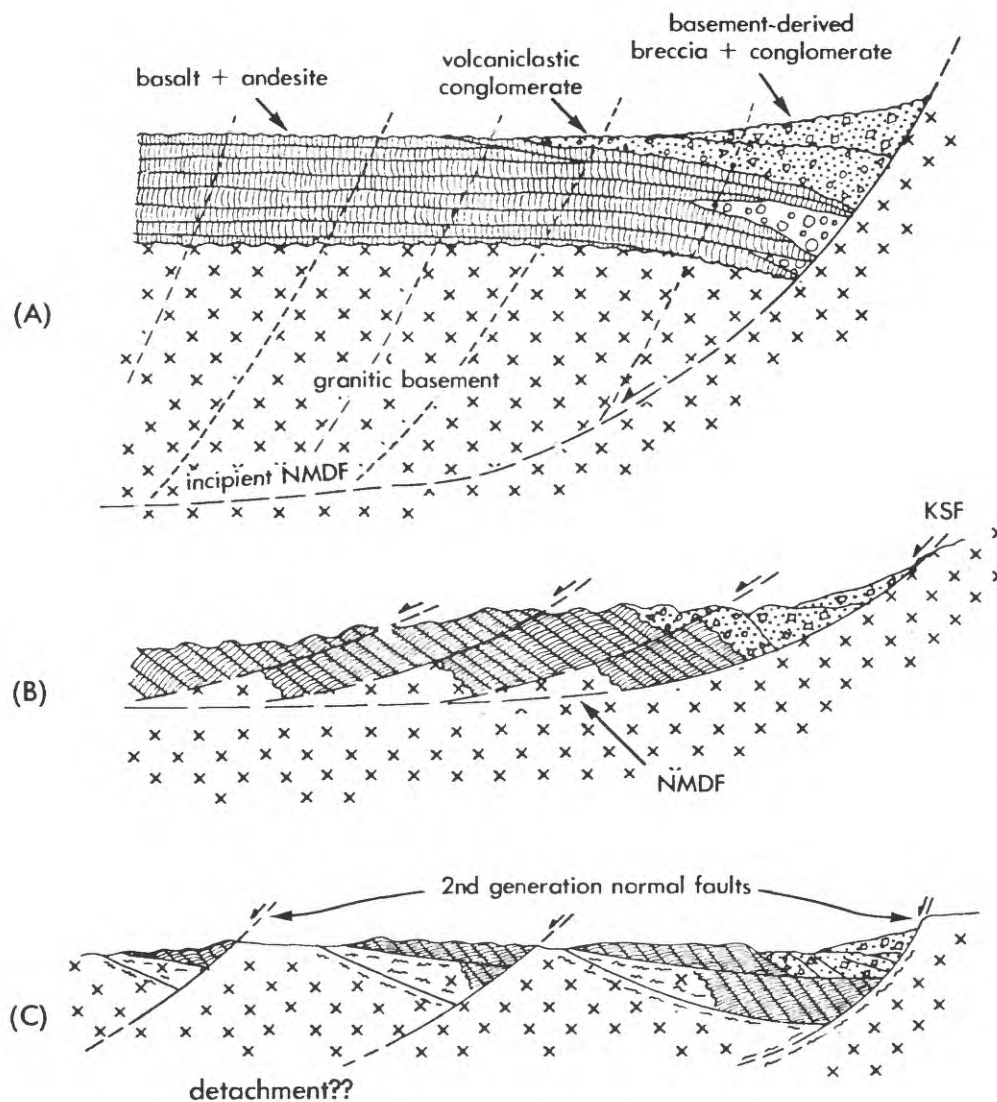 basement-derived
breccia + conglomerate
volcaniclastic
conglomerate
basalt + andesite
(A)
granitic basement
incipient NMDF
KSF
(B)
NMDF
2nd generation normal faults
(C)
detachment??